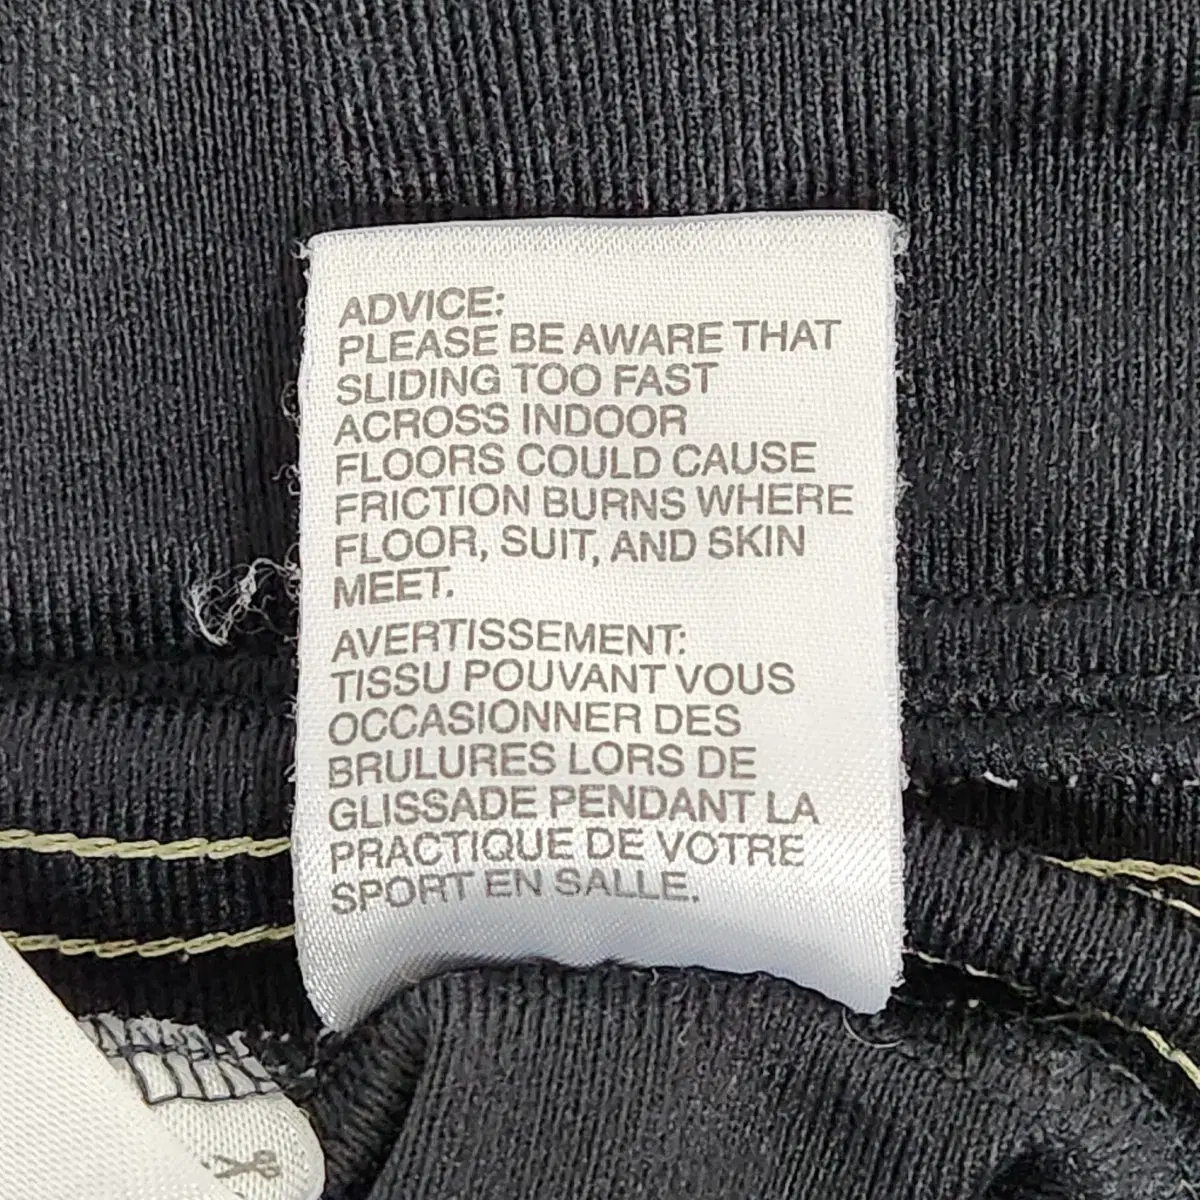 ADVICE:
PLEASE BE AWARE THAT
SLIDING TOO FAST
ACROSS INDOOR
FLOORS COULD CAUSE
FRICTION BURNS WHERE
FLOOR, SUIT, AND SKIN
MEET.
AVERTISSEMENT:
TISSU POUVANT VOUS
OCCASIONNER DES
BRULURES LORS DE
GLISSADE PENDANT LA
PRACTIQUE DE VOTRE
SPORT EN SALLE.